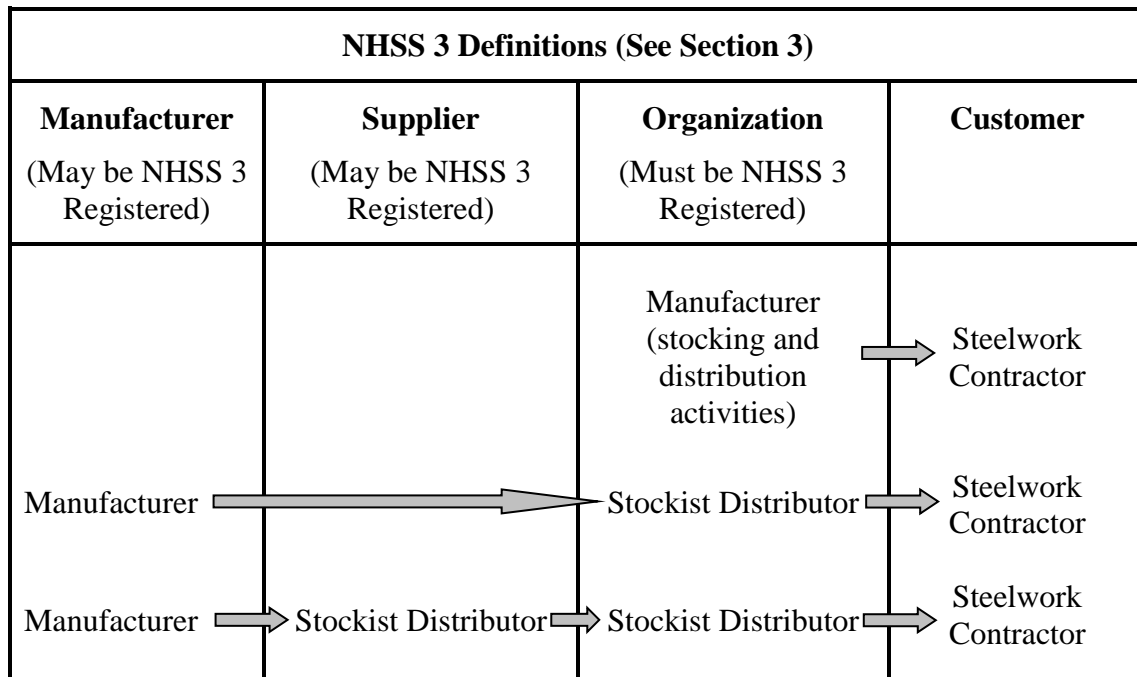 NHSS 3 Definitions (See Section 3)
Manufacturer
(May be NHSS 3
Registered)
Supplier
(May be NHSS 3
Registered)
Organization
(Must be NHSS 3
Registered)
Customer
Manufacturer
(stocking and
distribution
activities)
Steelwork
Contractor
Manufacturer
Stockist Distributor
Steelwork
Contractor
Manufacturer
Stockist Distributor
Stockist Distributor
Steelwork
Contractor